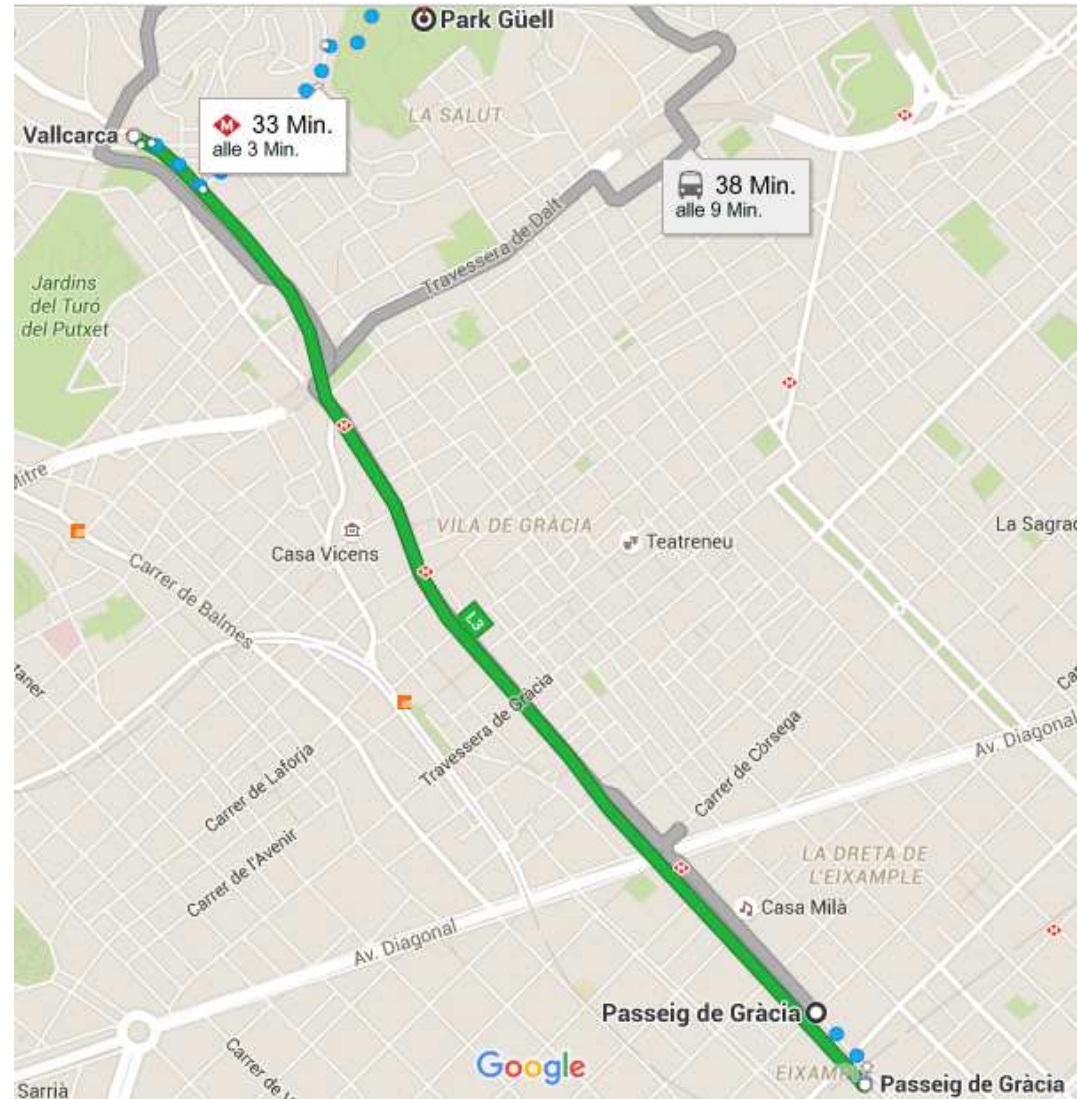 Park Güell
LA SALUT
Vallcarca
M 33 Min.
alle 3 Min.
38 Min.
alle 9 Min.
Travessera de Dalt
Jardins
del Turó
del Putxet
Mitre
VILA DE GRÀCIA
La Sagrad
Teatreneu
Casa Vicens
Carrer de Balmes
L3
taner
Travessera de Gràcia
Carrer de Laforja
Carrer de Còrsega
Av. Diagonal
Carrer de l'Avenir
LA DRETA DE
L'EIXAMPLE
Casa Milà
Av. Diagonal
Passeig de Gràcia
Google
Passeig de Gràcia
Sarrià